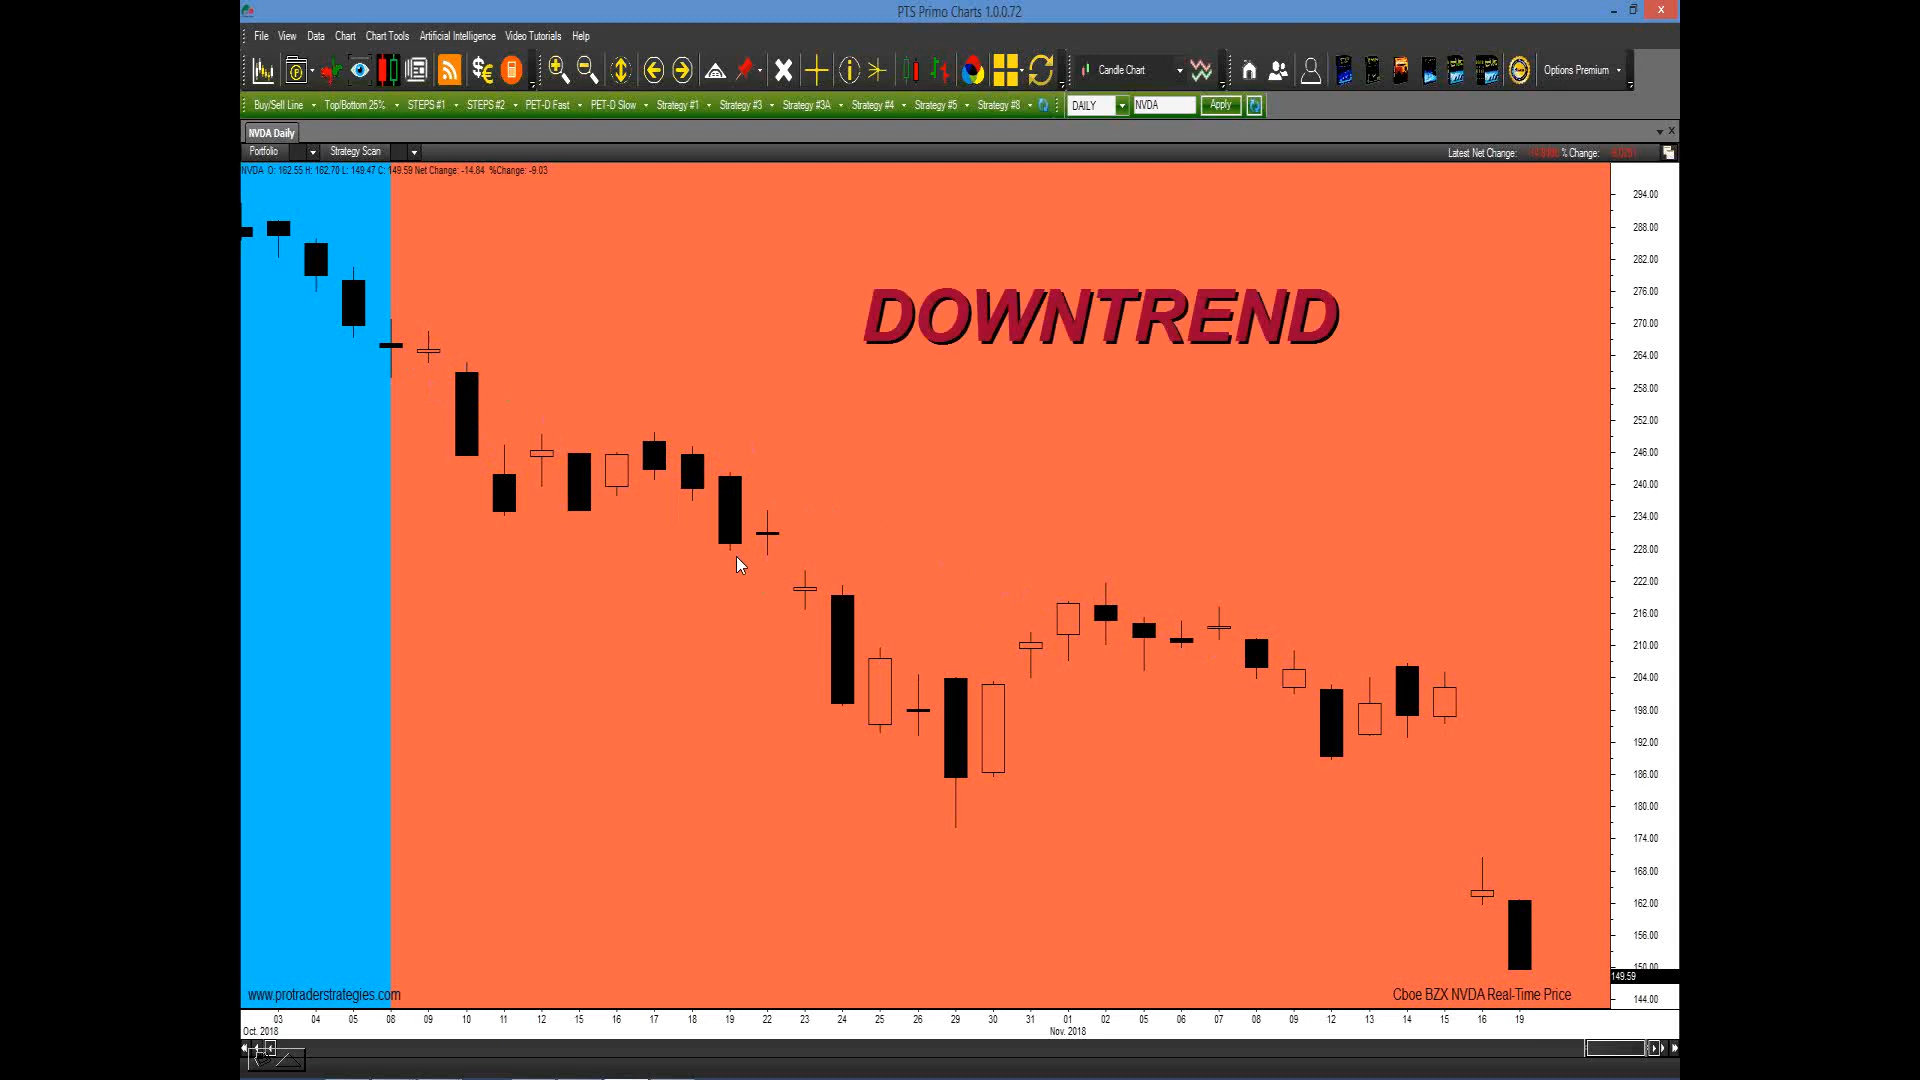 PTS Primo Charts 1.0.0.72
File View Data Chart Chart Tools Artificial Intelligence Video Tutorials Help
Candle Chart Options Premium
Buy/Sell Line Top/Bottom 25% STEPS #1 STEPS #2 PET-D Fast PET-D Slow Strategy #1 Strategy #3 Strategy #3A Strategy #4 Strategy #5 Strategy #8 DAILY NVDA Apply
NVDA Daily
Portfolio Strategy Scan Latest Net Change: % Change:
NVDA O: 162.55 H: 162.70 L: 149.47 C: 149.59 Net Change: -14.84 %Change: -9.03
DOWNTREND
294.00
288.00
282.00
276.00
270.00
264.00
258.00
252.00
246.00
240.00
234.00
228.00
222.00
216.00
210.00
204.00
198.00
192.00
186.00
180.00
174.00
168.00
162.00
156.00
150.00
149.59
144.00
www.protraderstrategies.com Cboe BZX NVDA Real-Time Price
03 04 05 08 09 10 11 12 15 16 17 18 19 22 23 24 25 26 29 30 31 01 02 05 06 07 08 09 12 13 14 15 16 19
Oct. 2018 Nov. 2018